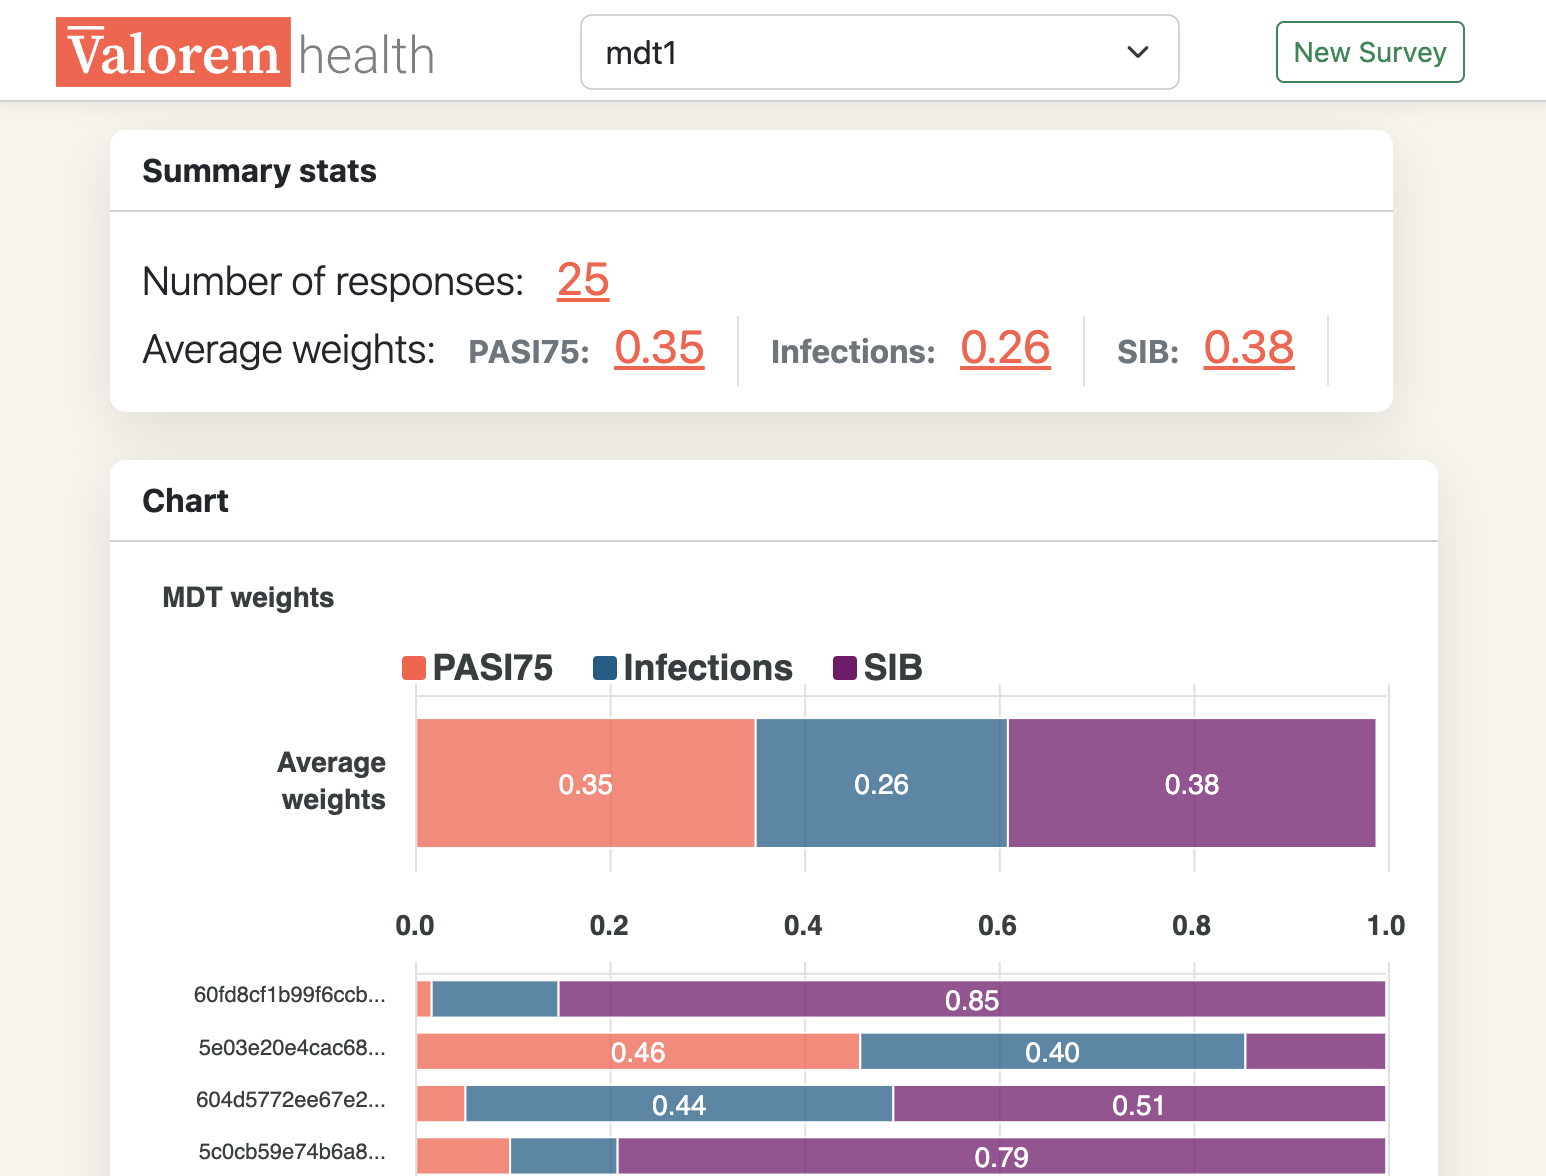 Valorem health
mdt1
New Survey
Summary stats
Number of responses: 25
Average weights: PASI75: 0.35 Infections: 0.26 SIB: 0.38
Chart
MDT weights
PASI75 Infections SIB
Average
weights
0.35 0.26 0.38
0.0 0.2 0.4 0.6 0.8 1.0
60fd8cf1b99f6ccb... 0.85
5e03e20e4cac68... 0.46 0.40
604d5772ee67e2... 0.44 0.51
5c0cb59e74b6a8... 0.79